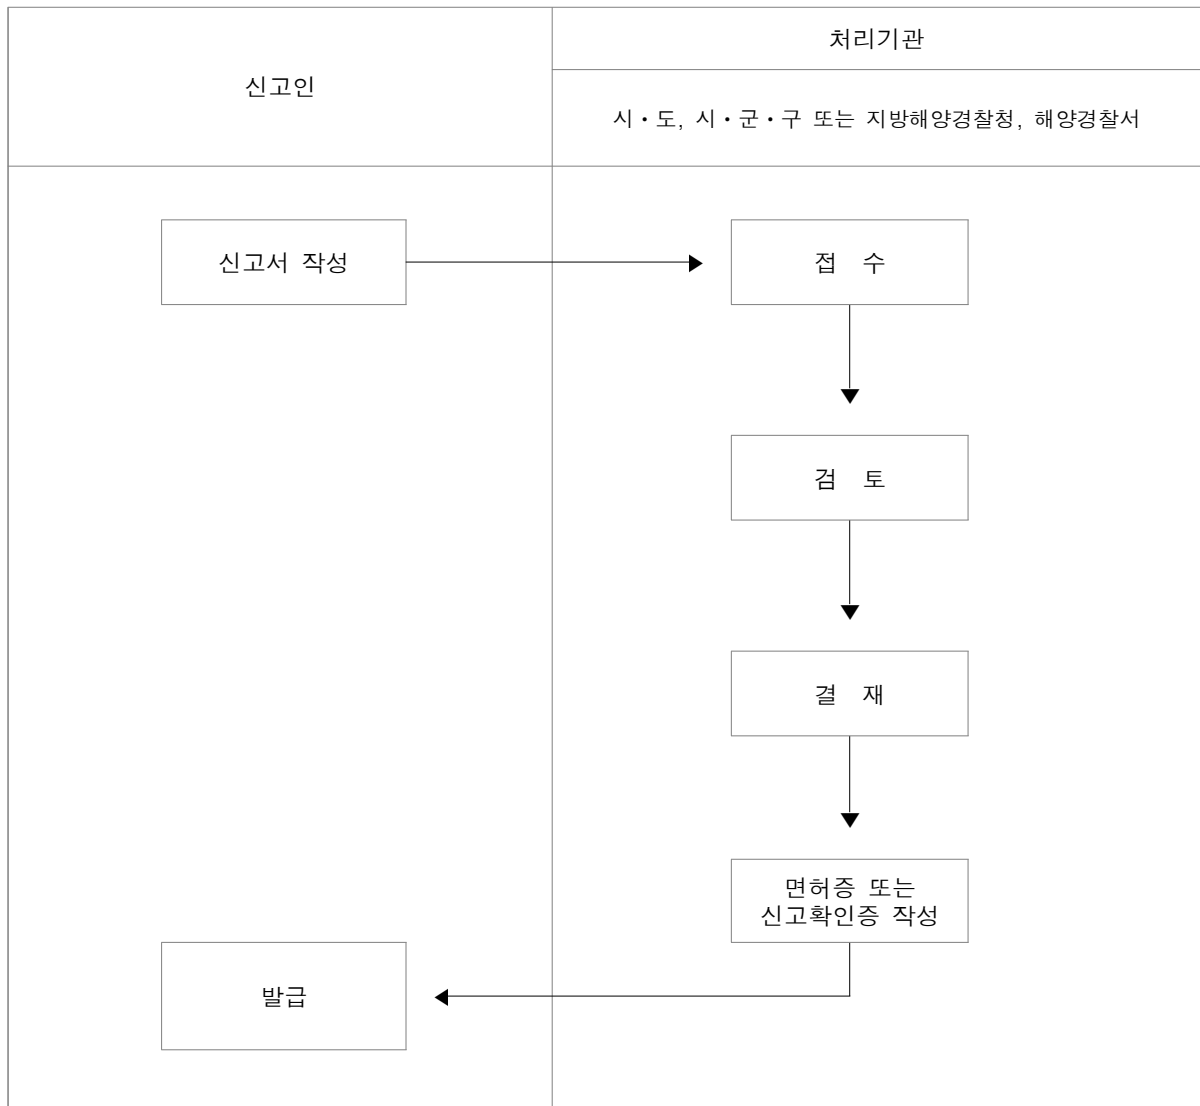 신고인
처리기관
시・도, 시・군・구 또는 지방해양경찰청, 해양경찰서
신고서 작성
접 수
검 토
결 재
면허증 또는
신고확인증 작성
발급